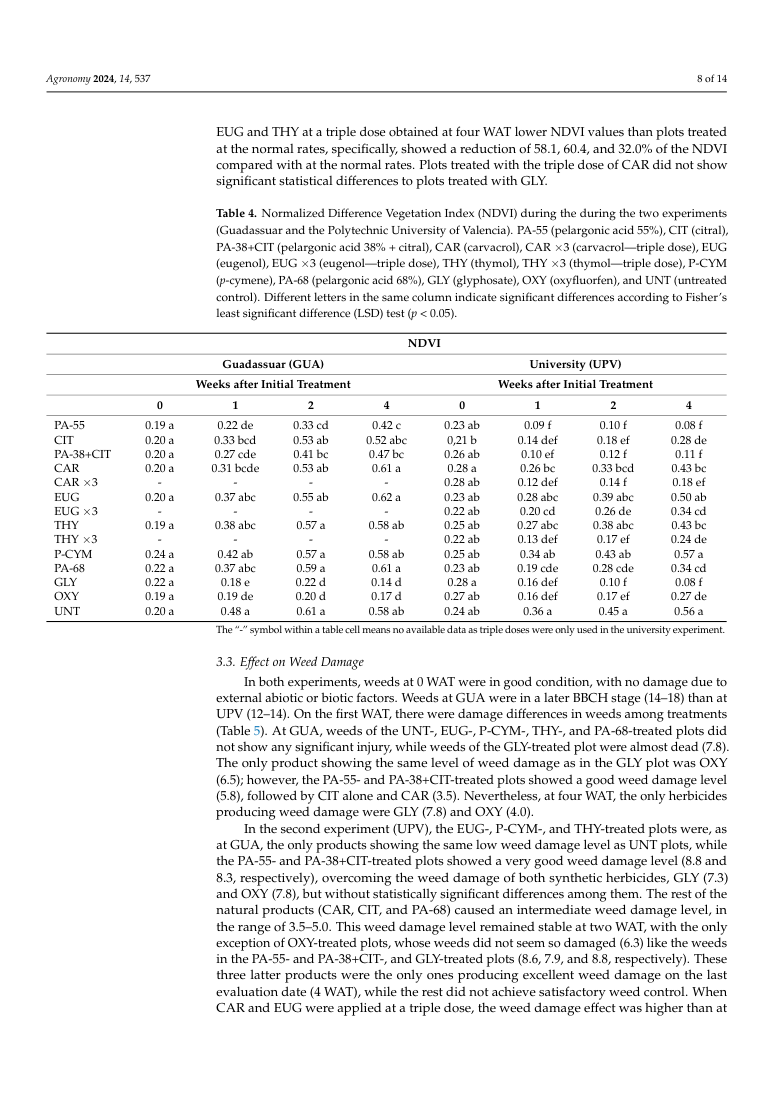 Agronomy 2024, 14, 537 8 of 14
EUG and THY at a triple dose obtained at four WAT lower NDVI values than plots treated
at the normal rates, specifically, showed a reduction of 58.1, 60.4, and 32.0% of the NDVI
compared with at the normal rates. Plots treated with the triple dose of CAR did not show
significant statistical differences to plots treated with GLY.
Table 4. Normalized Difference Vegetation Index (NDVI) during the during the two experiments
(Guadassuar and the Polytechnic University of Valencia). PA-55 (pelargonic acid 55%), CIT (citral),
PA-38+CIT (pelargonic acid 38% + citral), CAR (carvacrol), CAR ×3 (carvacrol—triple dose), EUG
(eugenol), EUG ×3 (eugenol—triple dose), THY (thymol), THY ×3 (thymol—triple dose), P-CYM
(p-cymene), PA-68 (pelargonic acid 68%), GLY (glyphosate), OXY (oxyfluorfen), and UNT (untreated
control). Different letters in the same column indicate significant differences according to Fisher's
least significant difference (LSD) test (p < 0.05).
NDVI
Guadassuar (GUA) University (UPV)
Weeks after Initial Treatment Weeks after Initial Treatment
0 1 2 4 0 1 2 4
PA-55 0.19 a 0.22 de 0.33 cd 0.42 c 0.23 ab 0.09 f 0.10 f 0.08 f
CIT 0.20 a 0.33 bcd 0.53 ab 0.52 abc 0,21 b 0.14 def 0.18 ef 0.28 de
PA-38+CIT 0.20 a 0.27 cde 0.41 bc 0.47 bc 0.26 ab 0.10 ef 0.12 f 0.11 f
CAR 0.20 a 0.31 bcde 0.53 ab 0.61 a 0.28 a 0.26 bc 0.33 bcd 0.43 bc
CAR ×3 - - - - 0.28 ab 0.12 def 0.14 f 0.18 ef
EUG 0.20 a 0.37 abc 0.55 ab 0.62 a 0.23 ab 0.28 abc 0.39 abc 0.50 ab
EUG ×3 - - - - 0.22 ab 0.20 cd 0.26 de 0.34 cd
THY 0.19 a 0.38 abc 0.57 a 0.58 ab 0.25 ab 0.27 abc 0.38 abc 0.43 bc
THY ×3 - - - - 0.22 ab 0.13 def 0.17 ef 0.24 de
P-CYM 0.24 a 0.42 ab 0.57 a 0.58 ab 0.25 ab 0.34 ab 0.43 ab 0.57 a
PA-68 0.22 a 0.37 abc 0.59 a 0.61 a 0.23 ab 0.19 cde 0.28 cde 0.34 cd
GLY 0.22 a 0.18 e 0.22 d 0.14 d 0.28 a 0.16 def 0.10 f 0.08 f
OXY 0.19 a 0.19 de 0.20 d 0.17 d 0.27 ab 0.16 def 0.17 ef 0.27 de
UNT 0.20 a 0.48 a 0.61 a 0.58 ab 0.24 ab 0.36 a 0.45 a 0.56 a
The "-" symbol within a table cell means no available data as triple doses were only used in the university experiment.
3.3. Effect on Weed Damage
In both experiments, weeds at 0 WAT were in good condition, with no damage due to
external abiotic or biotic factors. Weeds at GUA were in a later BBCH stage (14–18) than at
UPV (12–14). On the first WAT, there were damage differences in weeds among treatments
(Table 5). At GUA, weeds of the UNT-, EUG-, P-CYM-, THY-, and PA-68-treated plots did
not show any significant injury, while weeds of the GLY-treated plot were almost dead (7.8).
The only product showing the same level of weed damage as in the GLY plot was OXY
(6.5); however, the PA-55- and PA-38+CIT-treated plots showed a good weed damage level
(5.8), followed by CIT alone and CAR (3.5). Nevertheless, at four WAT, the only herbicides
producing weed damage were GLY (7.8) and OXY (4.0).
In the second experiment (UPV), the EUG-, P-CYM-, and THY-treated plots were, as
at GUA, the only products showing the same low weed damage level as UNT plots, while
the PA-55- and PA-38+CIT-treated plots showed a very good weed damage level (8.8 and
8.3, respectively), overcoming the weed damage of both synthetic herbicides, GLY (7.3)
and OXY (7.8), but without statistically significant differences among them. The rest of the
natural products (CAR, CIT, and PA-68) caused an intermediate weed damage level, in
the range of 3.5–5.0. This weed damage level remained stable at two WAT, with the only
exception of OXY-treated plots, whose weeds did not seem so damaged (6.3) like the weeds
in the PA-55- and PA-38+CIT-, and GLY-treated plots (8.6, 7.9, and 8.8, respectively). These
three latter products were the only ones producing excellent weed damage on the last
evaluation date (4 WAT), while the rest did not achieve satisfactory weed control. When
CAR and EUG were applied at a triple dose, the weed damage effect was higher than at